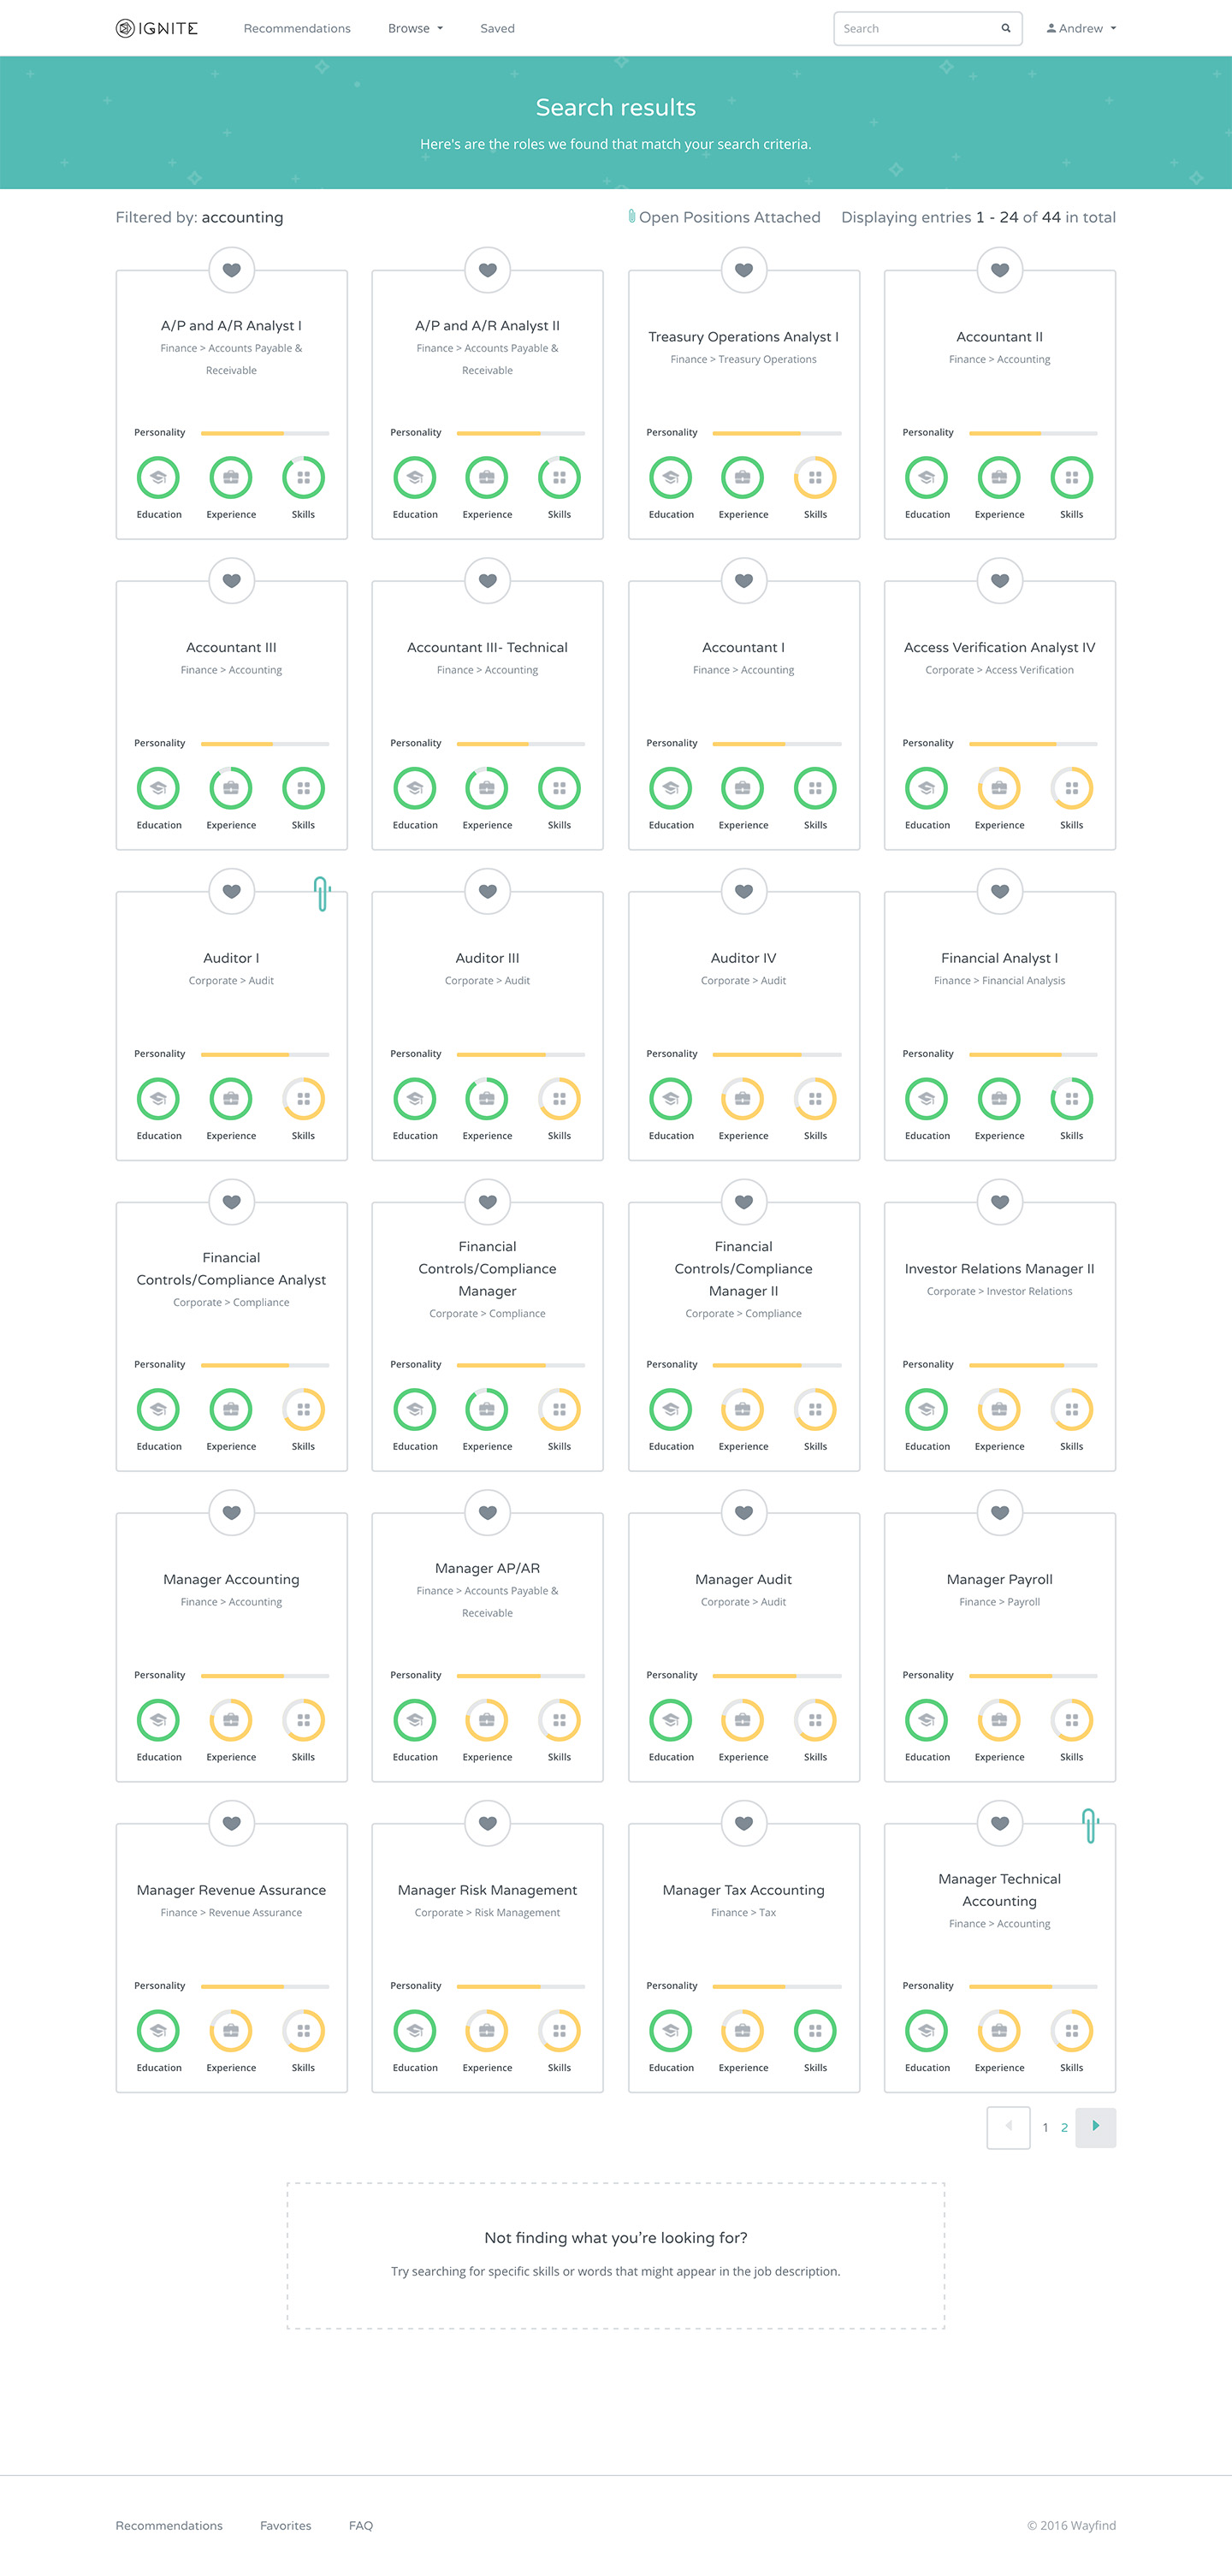 IGNITE
Recommendations
Browse
Saved
Search
Andrew
Search results
Here's are the roles we found that match your search criteria.
Filtered by: accounting
Open Positions Attached
Displaying entries 1 - 24 of 44 in total
A/P and A/R Analyst I
Finance > Accounts Payable &
Receivable
Personality
Education
Experience
Skills
A/P and A/R Analyst II
Finance > Accounts Payable &
Receivable
Personality
Education
Experience
Skills
Treasury Operations Analyst I
Finance > Treasury Operations
Personality
Education
Experience
Skills
Accountant II
Finance > Accounting
Personality
Education
Experience
Skills
Accountant III
Finance > Accounting
Personality
Education
Experience
Skills
Accountant III- Technical
Finance > Accounting
Personality
Education
Experience
Skills
Accountant I
Finance > Accounting
Personality
Education
Experience
Skills
Access Verification Analyst IV
Corporate > Access Verification
Personality
Education
Experience
Skills
Auditor I
Corporate > Audit
Personality
Education
Experience
Skills
Auditor III
Corporate > Audit
Personality
Education
Experience
Skills
Auditor IV
Corporate > Audit
Personality
Education
Experience
Skills
Financial Analyst I
Finance > Financial Analysis
Personality
Education
Experience
Skills
Financial
Controls/Compliance Analyst
Corporate > Compliance
Personality
Education
Experience
Skills
Financial
Controls/Compliance
Manager
Corporate > Compliance
Personality
Education
Experience
Skills
Financial
Controls/Compliance
Manager II
Corporate > Compliance
Personality
Education
Experience
Skills
Investor Relations Manager II
Corporate > Investor Relations
Personality
Education
Experience
Skills
Manager Accounting
Finance > Accounting
Personality
Education
Experience
Skills
Manager AP/AR
Finance > Accounts Payable &
Receivable
Personality
Education
Experience
Skills
Manager Audit
Corporate > Audit
Personality
Education
Experience
Skills
Manager Payroll
Finance > Payroll
Personality
Education
Experience
Skills
Manager Revenue Assurance
Finance > Revenue Assurance
Personality
Education
Experience
Skills
Manager Risk Management
Corporate > Risk Management
Personality
Education
Experience
Skills
Manager Tax Accounting
Finance > Tax
Personality
Education
Experience
Skills
Manager Technical
Accounting
Finance > Accounting
Personality
Education
Experience
Skills
1 2
Not finding what you're looking for?
Try searching for specific skills or words that might appear in the job description.
Recommendations
Favorites
FAQ
© 2016 Wayfind